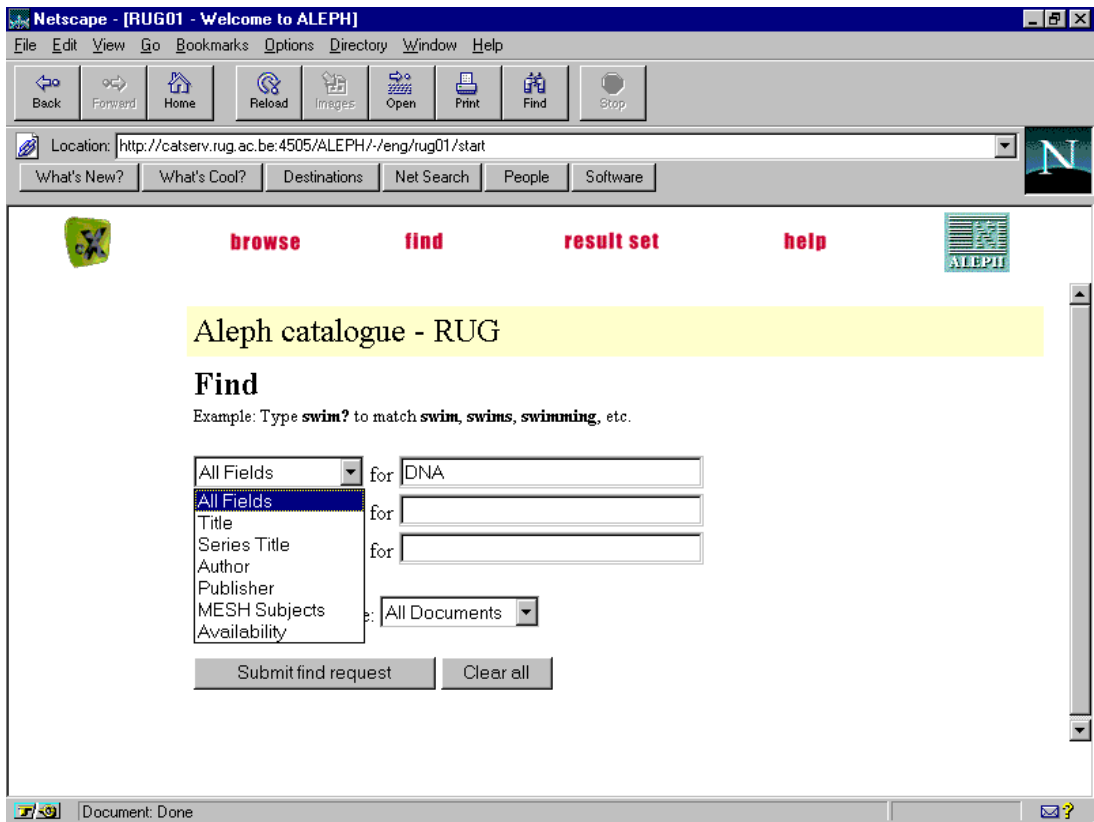 Netscape - [RUG01 - Welcome to ALEPH]
File Edit View Go Bookmarks Options Directory Window Help
Back Forward Home Reload Images Open Print Find Stop
Location: http://catserv.rug.ac.be:4505/ALEPH/-/eng/rug01/start
N
What's New? What's Cool? Destinations Net Search People Software
browse find result set help
ALEPH
Aleph catalogue - RUG
Find
Example: Type swim? to match swim, swims, swimming, etc.
All Fields for DNA
All Fields
Title
for
Series Title
for
Author
Publisher
MESH Subjects
e: All Documents
Availability
Submit find request Clear all
Document: Done